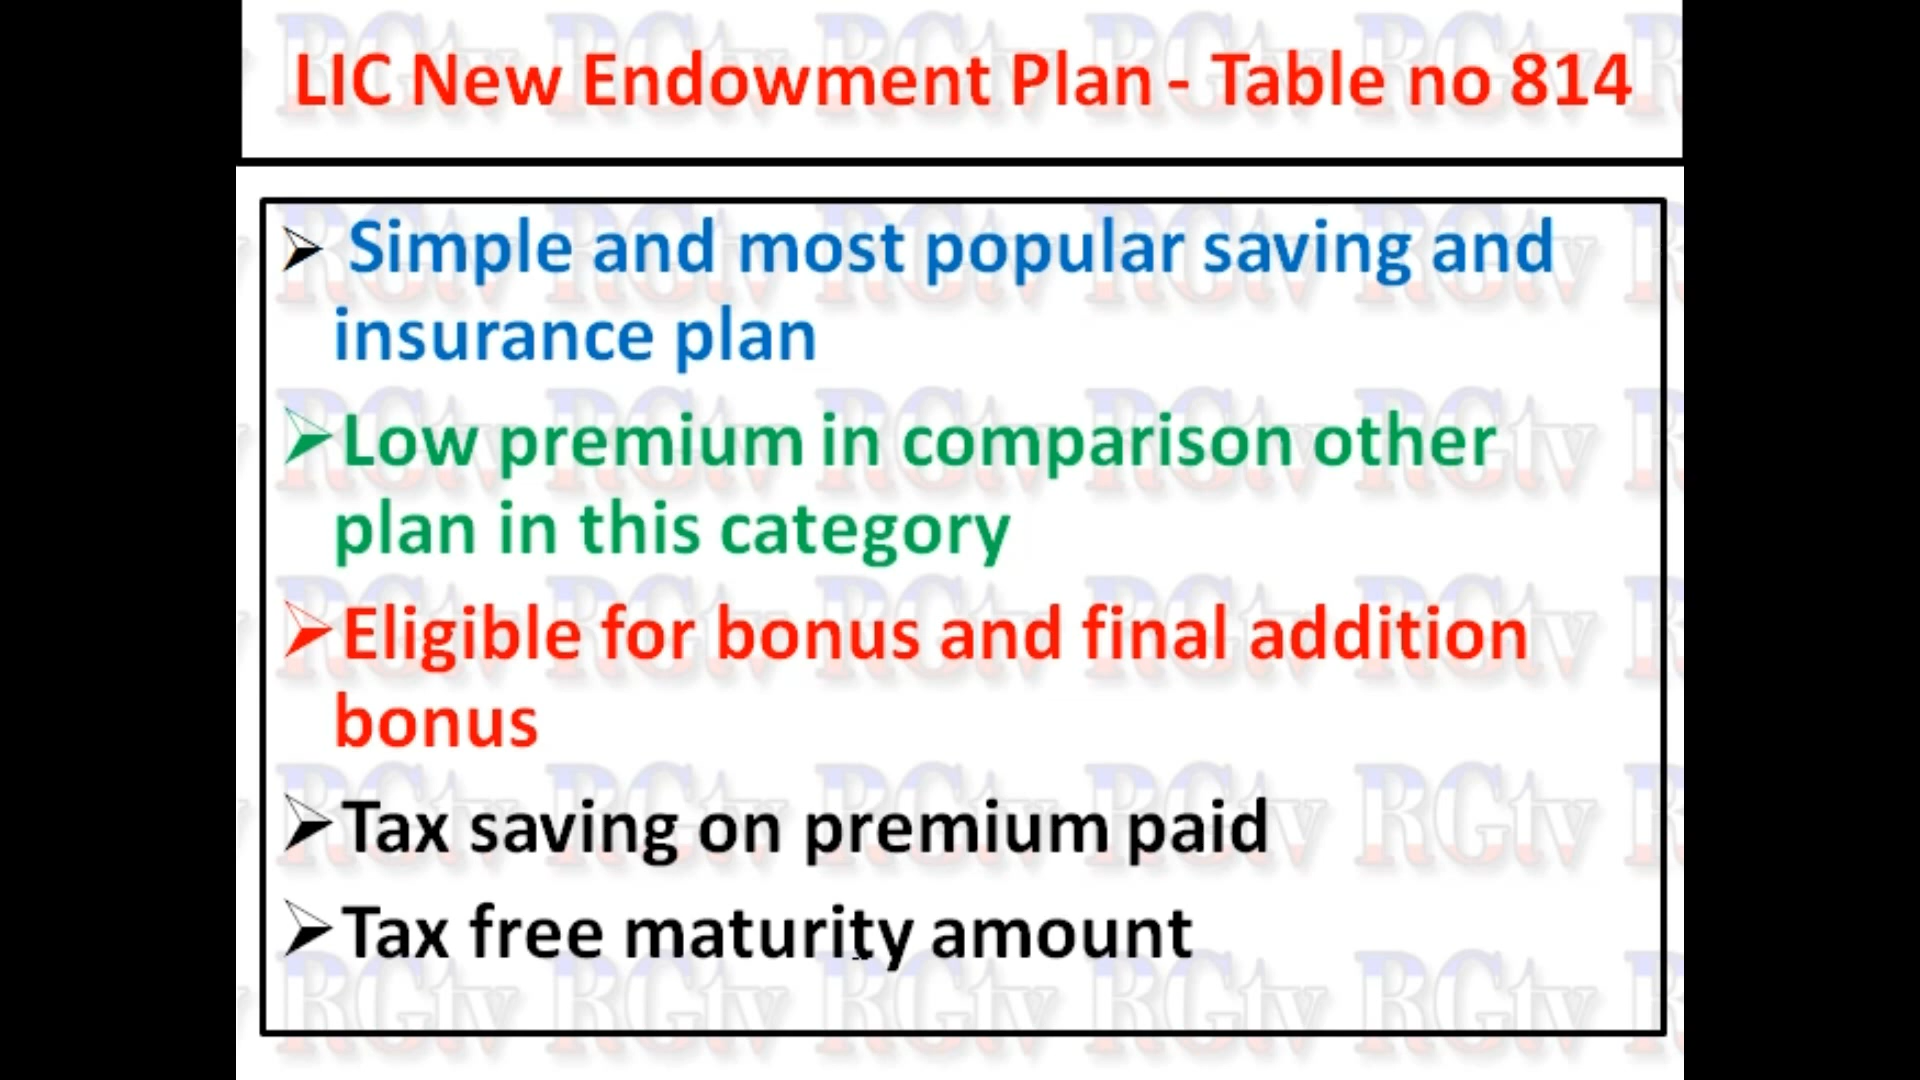 LIC New Endowment Plan - Table no 814
➢ Simple and most popular saving and
insurance plan
➢Low premium in comparison other
plan in this category
➢Eligible for bonus and final addition
bonus
➢Tax saving on premium paid
➢Tax free maturity amount
RGtv